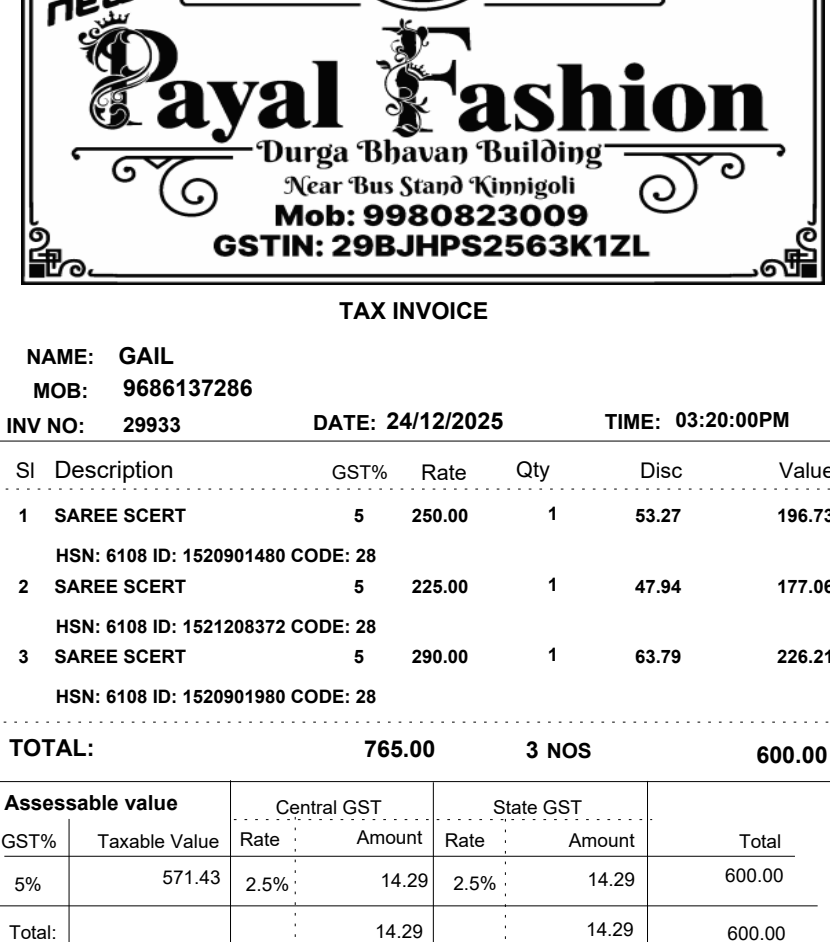 new
Payal Fashion
Durga Bhavan Building
Near Bus Stand Kinnigoli
Mob: 9980823009
GSTIN: 29BJHPS2563K1ZL
TAX INVOICE
NAME: GAIL
MOB: 9686137286
INV NO: 29933 DATE: 24/12/2025 TIME: 03:20:00PM
Sl Description GST% Rate Qty Disc Value
1 SAREE SCERT 5 250.00 1 53.27 196.73
HSN: 6108 ID: 1520901480 CODE: 28
2 SAREE SCERT 5 225.00 1 47.94 177.06
HSN: 6108 ID: 1521208372 CODE: 28
3 SAREE SCERT 5 290.00 1 63.79 226.21
HSN: 6108 ID: 1520901980 CODE: 28
TOTAL: 765.00 3 NOS 600.00
Assessable value Central GST State GST
GST% Taxable Value Rate Amount Rate Amount Total
5% 571.43 2.5% 14.29 2.5% 14.29 600.00
Total: 14.29 14.29 600.00